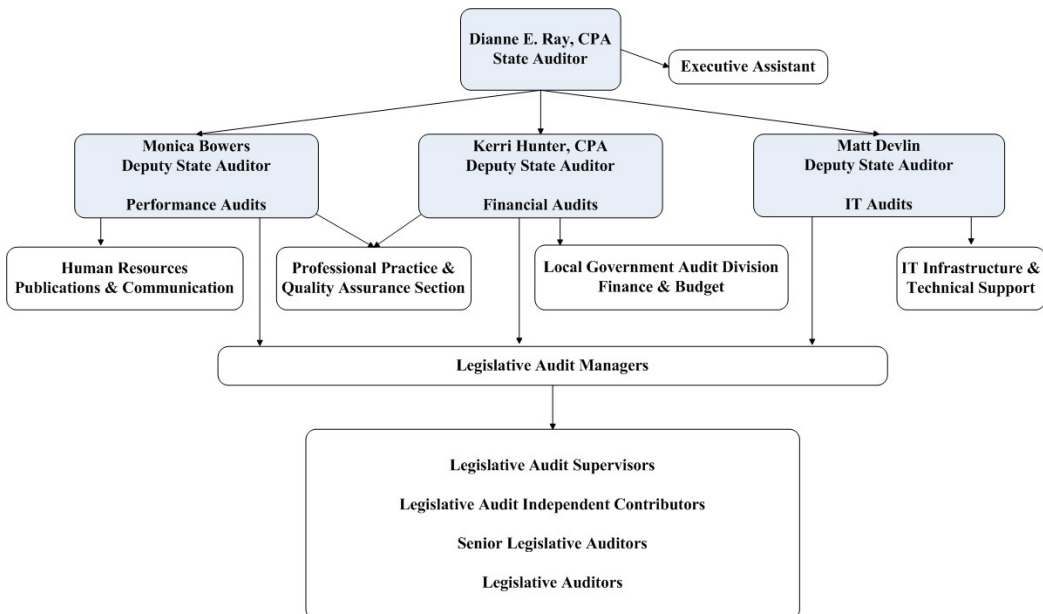 Dianne E. Ray, CPA
State Auditor
Executive Assistant
Monica Bowers
Deputy State Auditor
Performance Audits
Kerri Hunter, CPA
Deputy State Auditor
Financial Audits
Matt Devlin
Deputy State Auditor
IT Audits
Human Resources
Publications & Communication
Professional Practice &
Quality Assurance Section
Local Government Audit Division
Finance & Budget
IT Infrastructure &
Technical Support
Legislative Audit Managers
Legislative Audit Supervisors
Legislative Audit Independent Contributors
Senior Legislative Auditors
Legislative Auditors